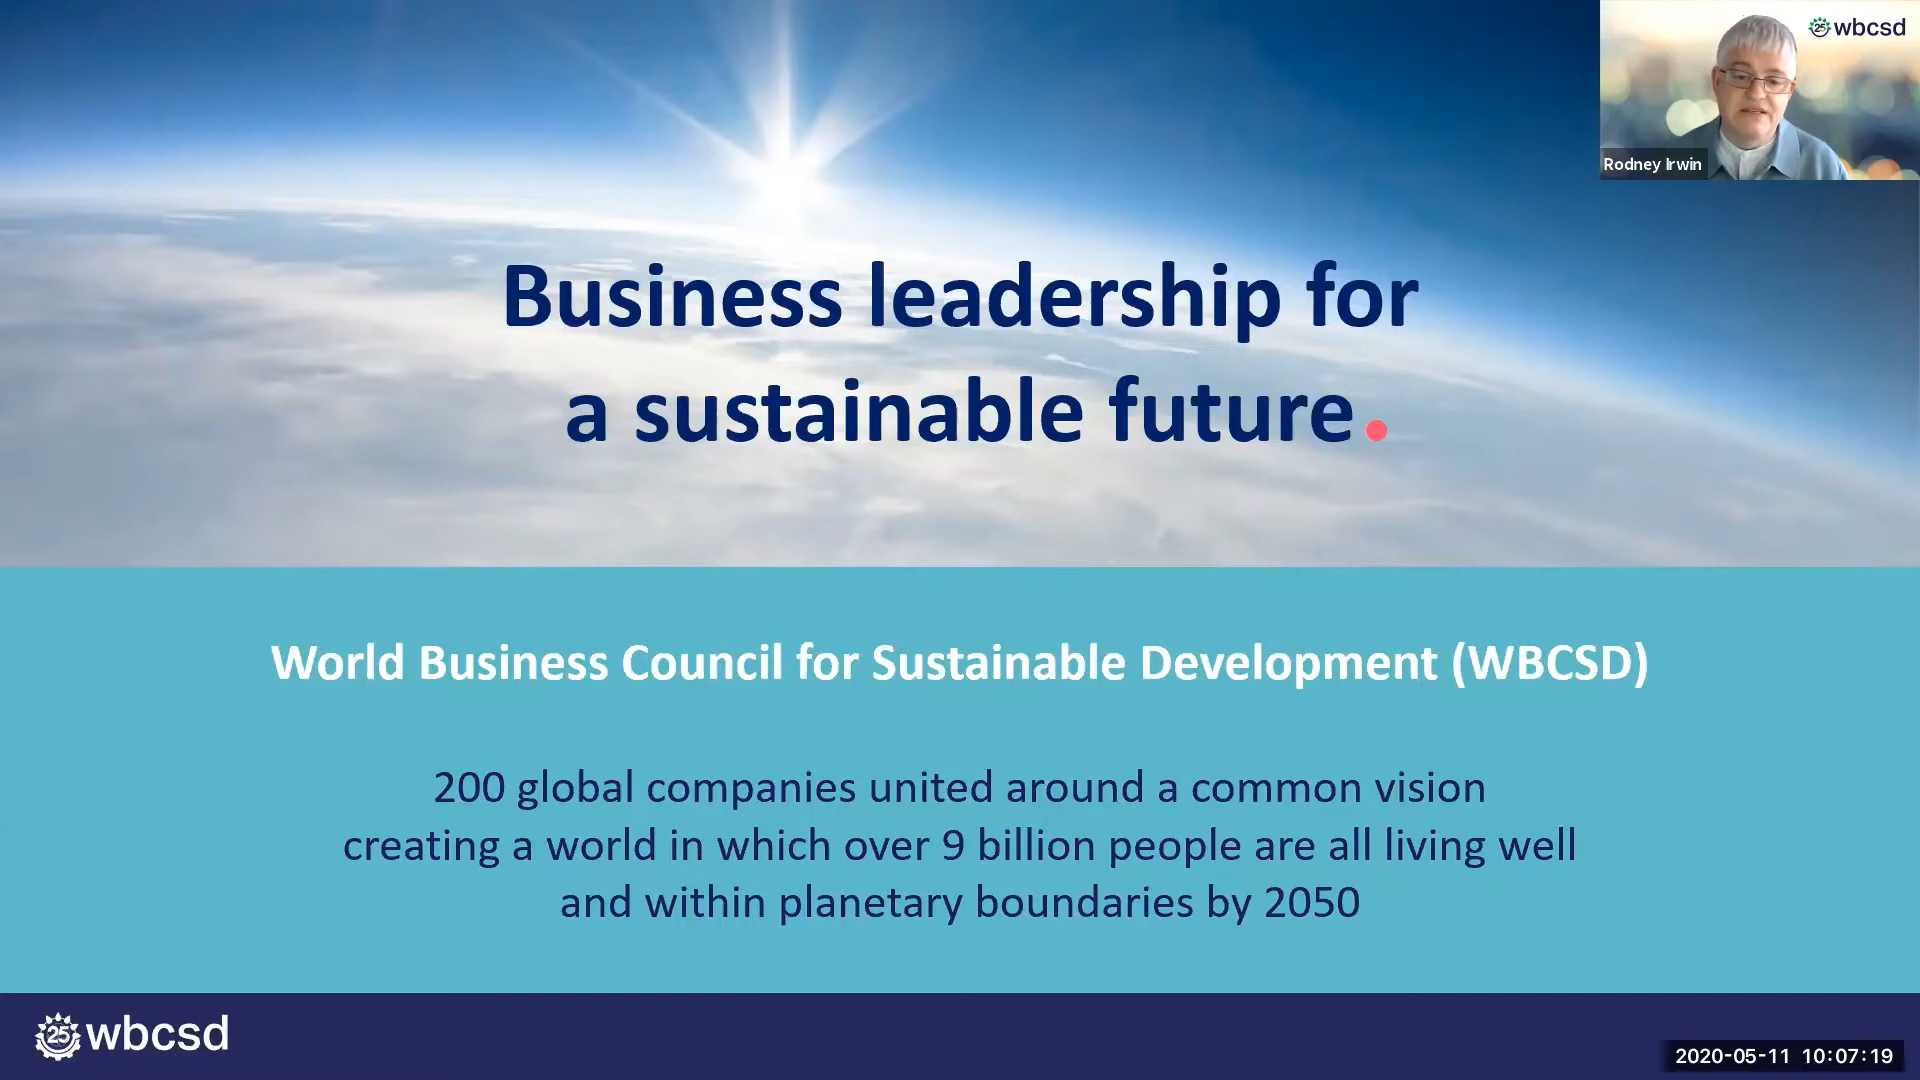 25 wbcsd
Rodney Irwin
Business leadership for
a sustainable future.
World Business Council for Sustainable Development (WBCSD)
200 global companies united around a common vision
creating a world in which over 9 billion people are all living well
and within planetary boundaries by 2050
25 wbcsd
2020-05-11 10:07:19